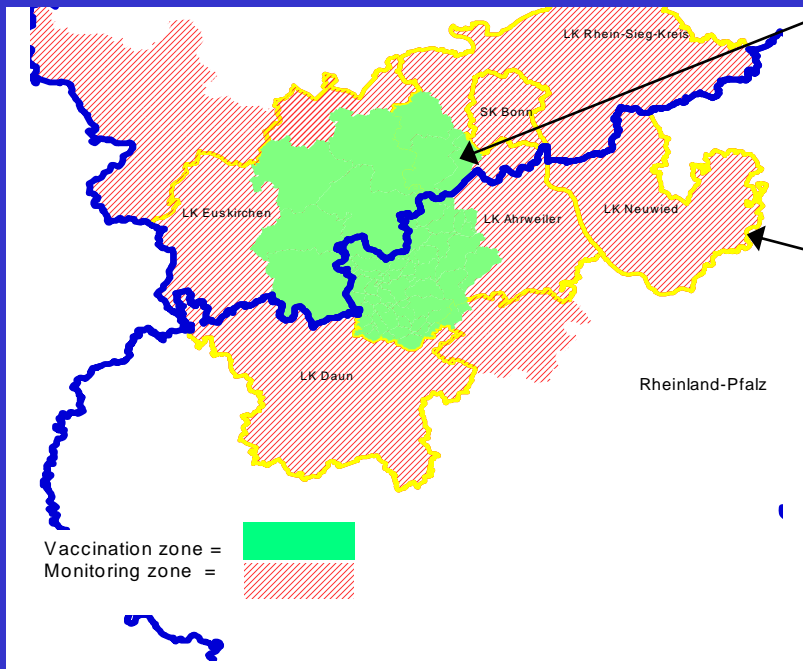 LK Rhein-Sieg-Kreis
SK Bonn
LK Euskirchen
LK Ahrweiler
LK Neuwied
LK Daun
Rheinland-Pfalz
Vaccination zone =
Monitoring zone =